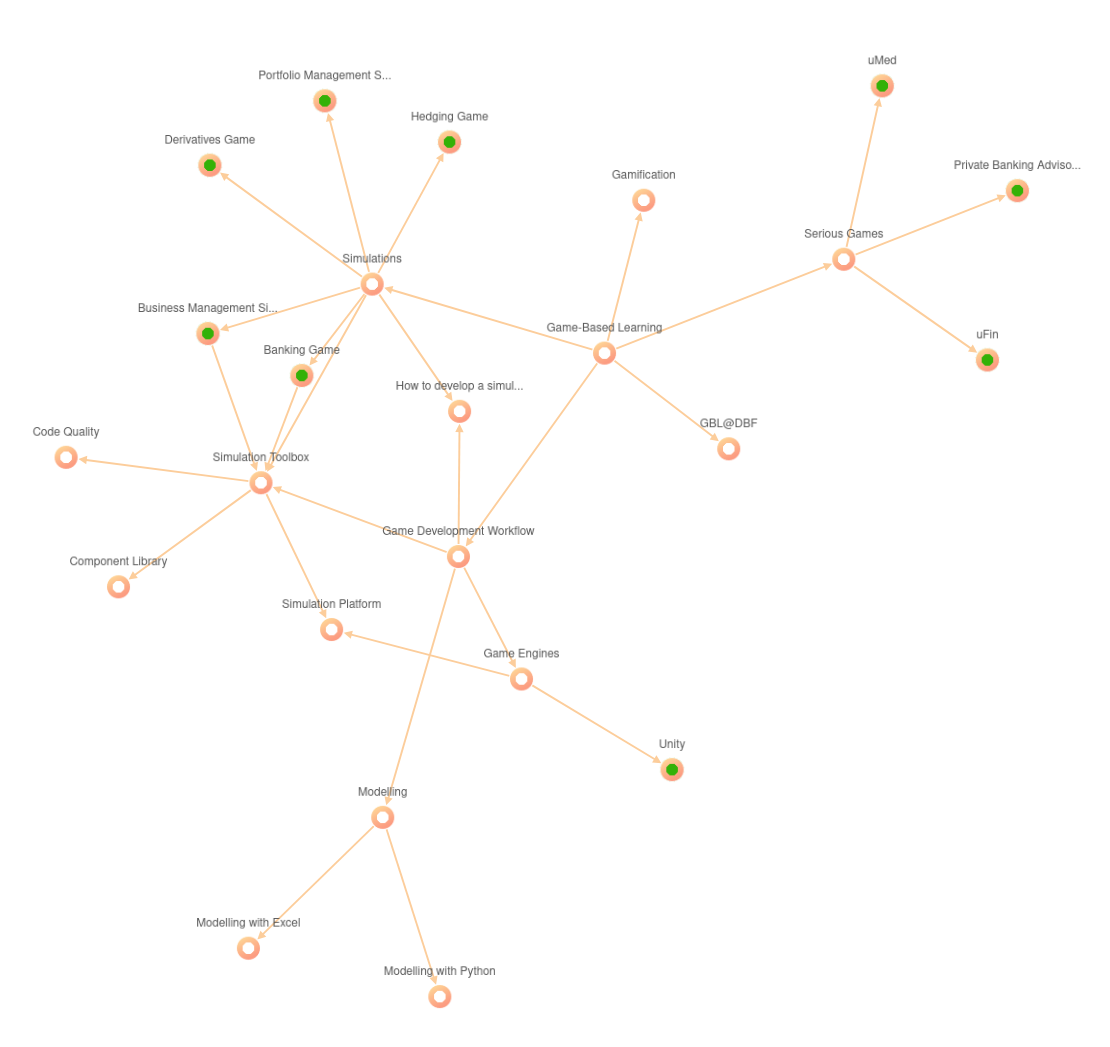 uMed
Portfolio Management S...
Hedging Game
Derivatives Game
Private Banking Adviso...
Gamification
Serious Games
Simulations
Business Management Si...
Game-Based Learning
uFin
Banking Game
How to develop a simul...
GBL@DBF
Code Quality
Simulation Toolbox
Game Development Workflow
Component Library
Simulation Platform
Game Engines
Unity
Modelling
Modelling with Excel
Modelling with Python